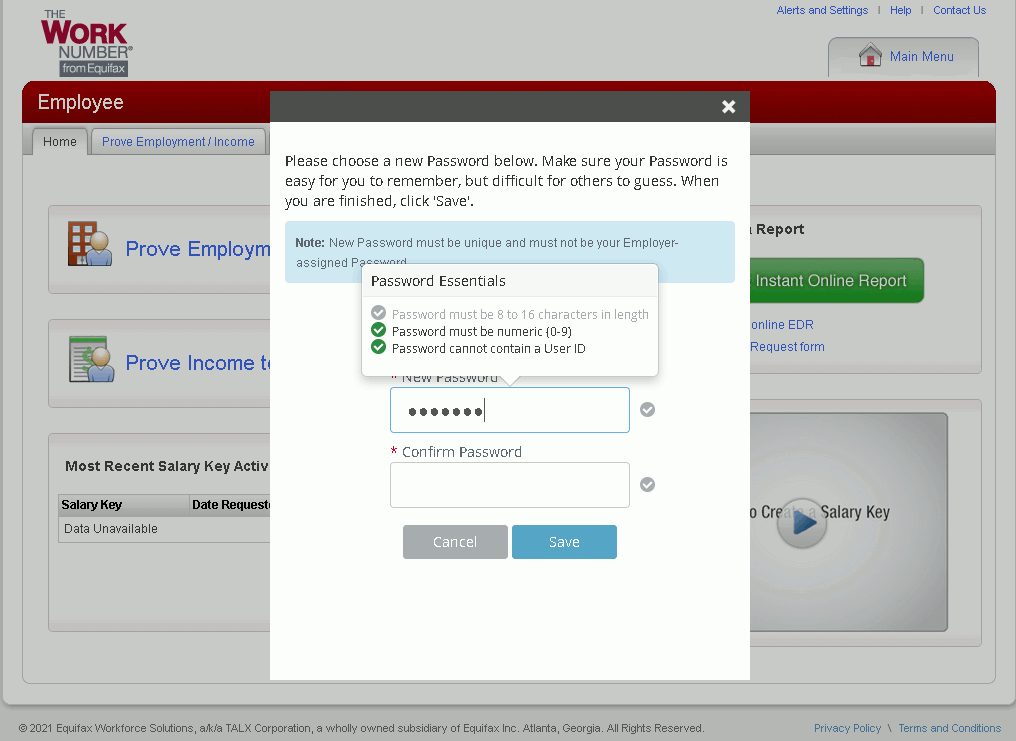 Alerts and Settings | Help | Contact Us
THE
WORK
NUMBER®
from Equifax
Main Menu
Employee
Home
Prove Employment / Income
Please choose a new Password below. Make sure your Password is
easy for you to remember, but difficult for others to guess. When
you are finished, click 'Save'.
Note: New Password must be unique and must not be your Employer-
assigned Password
Password Essentials
Password must be 8 to 16 characters in length
Password must be numeric (0-9)
Password cannot contain a User ID
* New Password
●●●●●●●
* Confirm Password
Cancel
Save
Prove Employm
Prove Income t
Most Recent Salary Key Activ
Salary Key
Date Request
Data Unavailable
Report
Instant Online Report
online EDR
Request form
o Create a Salary Key
© 2021 Equifax Workforce Solutions, a/k/a TALX Corporation, a wholly owned subsidiary of Equifax Inc. Atlanta, Georgia. All Rights Reserved.
Privacy Policy \ Terms and Conditions